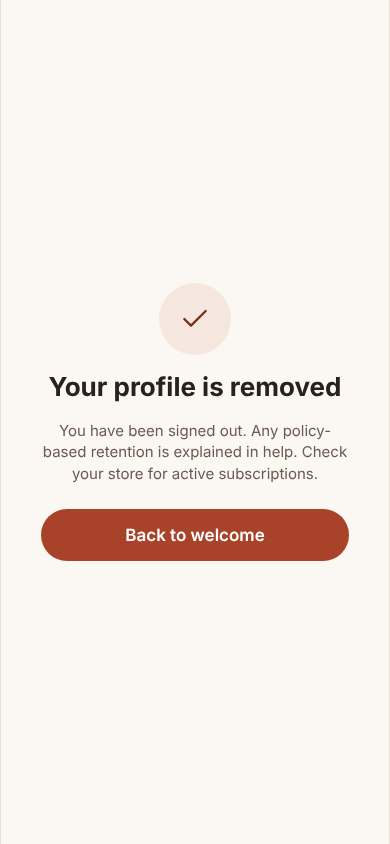 Your profile is removed
You have been signed out. Any policy-
based retention is explained in help. Check
your store for active subscriptions.
Back to welcome